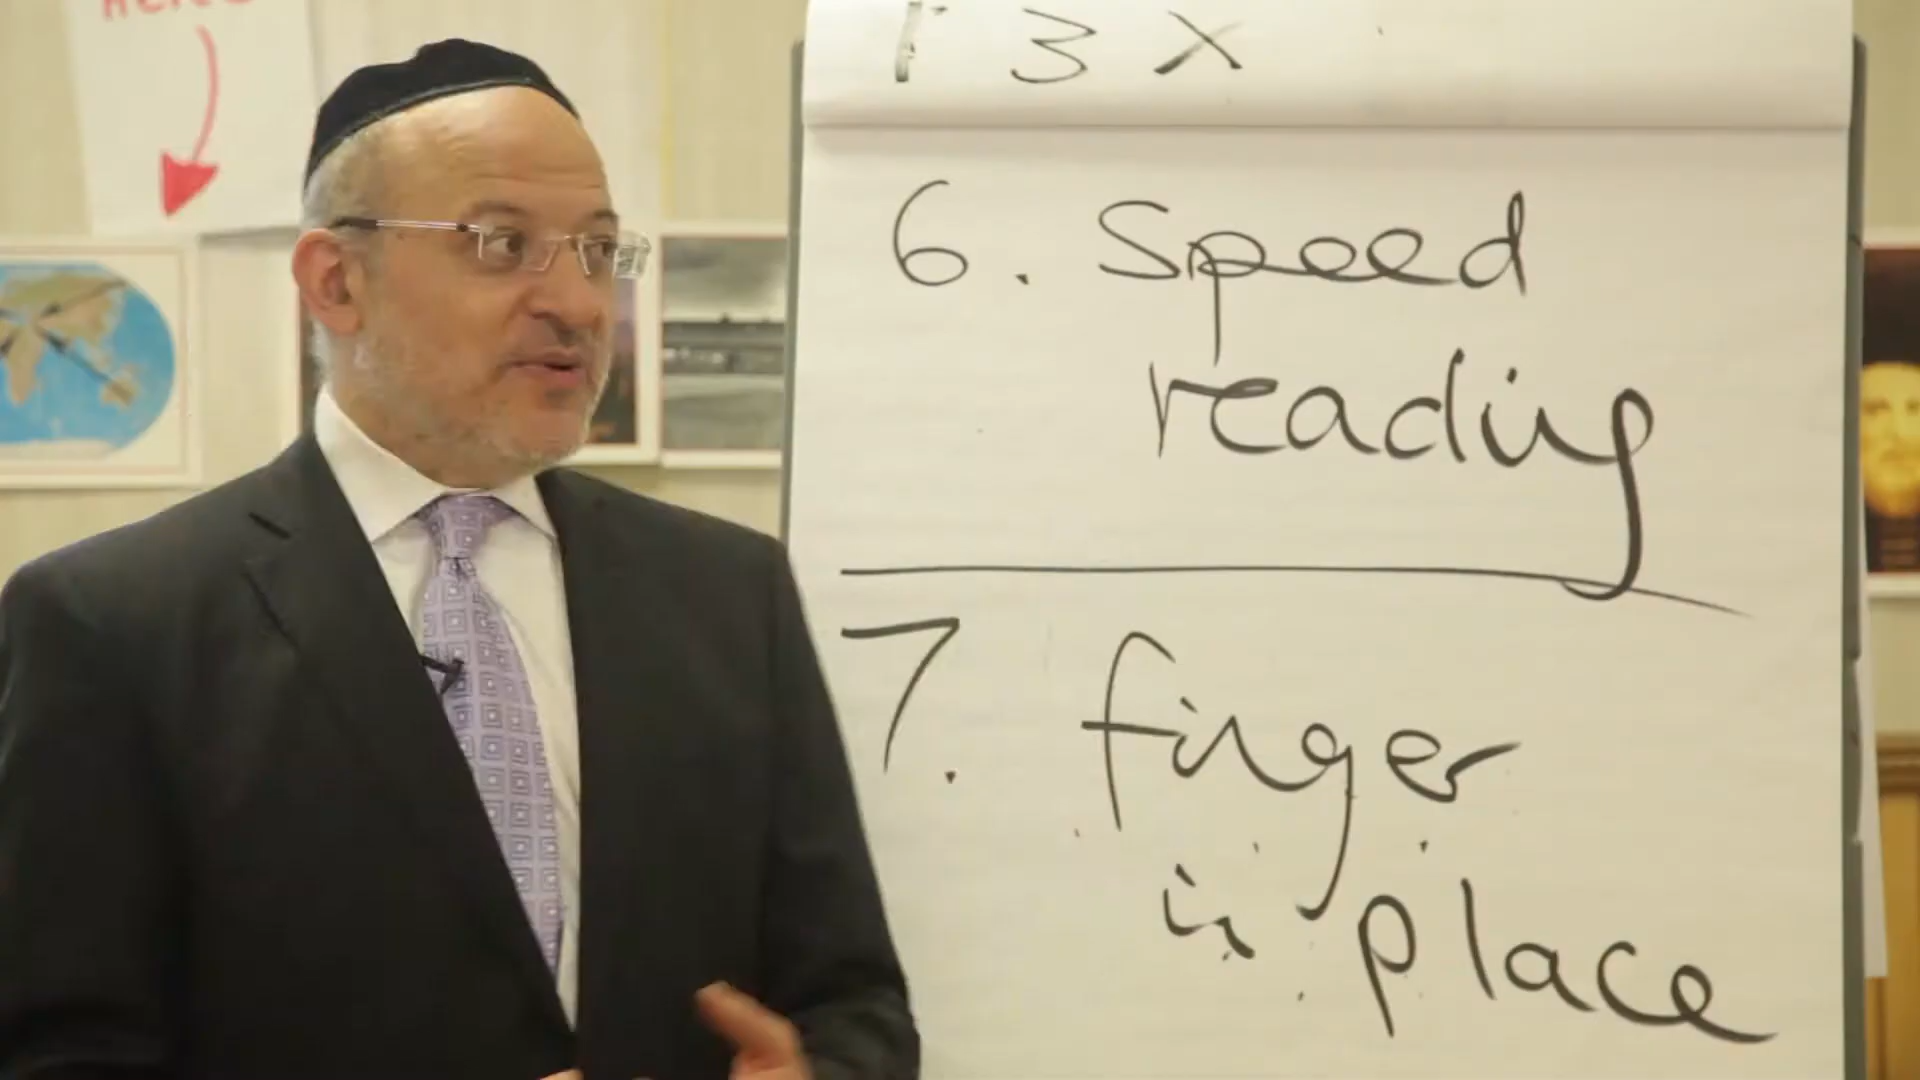 3 X
6. Speed
reading
7. finger
in place